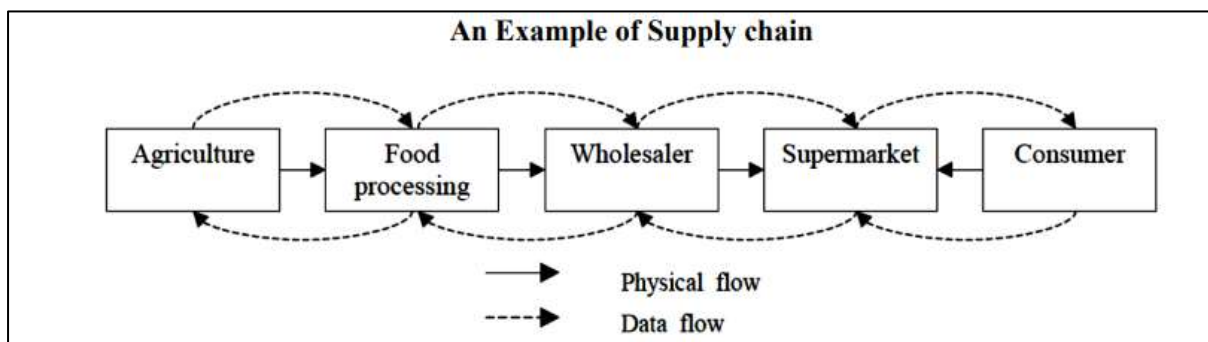 An Example of Supply chain
Agriculture
Food
processing
Wholesaler
Supermarket
Consumer
Physical flow
Data flow